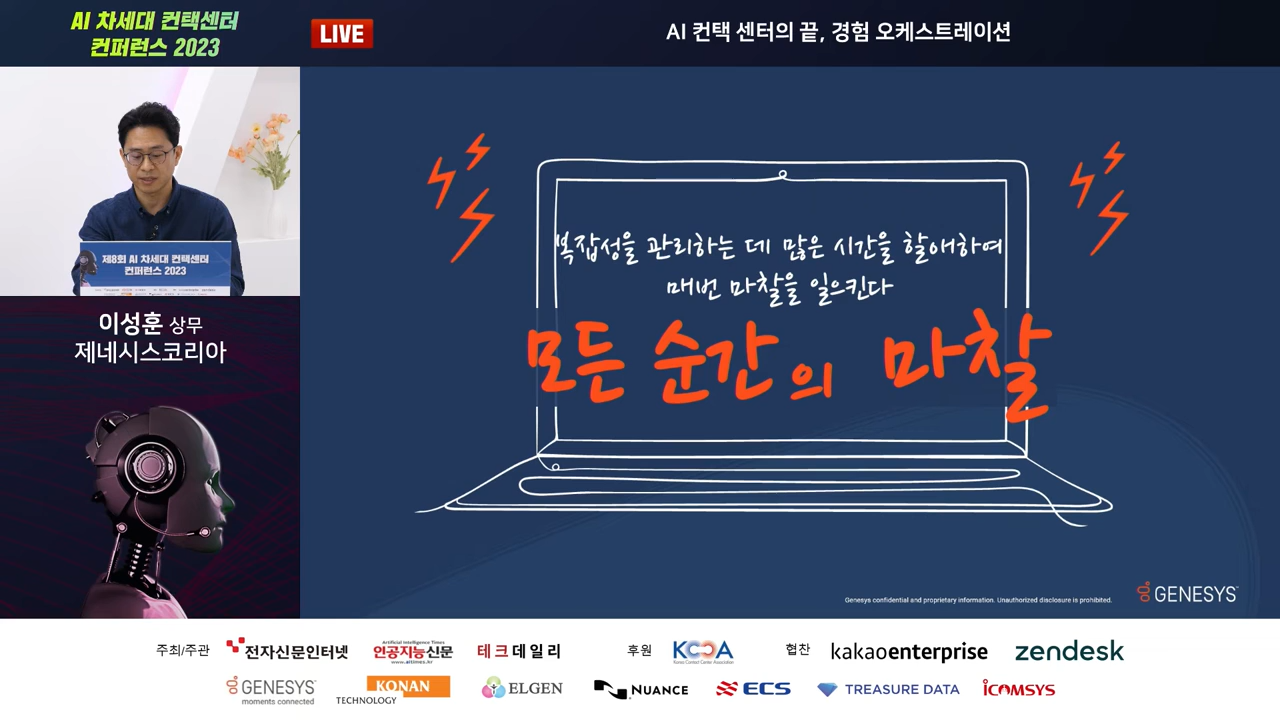 AI 차세대 컨택센터
컨퍼런스 2023
LIVE
AI 컨택 센터의 끝, 경험 오케스트레이션
제8회 AI 차세대 컨택센터
컨퍼런스 2023
이성훈 상무
제네시스코리아
복잡성을 관리하는 데 많은 시간을 할애하여
매번 마찰을 일으킨다
모든 순간의 마찰
Genesys confidential and proprietary information. Unauthorized disclosure is prohibited.
GENESYS™
주최/주관
전자신문인터넷
Artificial Intelligence Times
인공지능신문
www.aitimes.kr
테크데일리
후원
KCCA
Korea Contact Center Association
협찬
kakaoenterprise
zendesk
GENESYS™
moments connected
KONAN
TECHNOLOGY
ELGEN
NUANCE
ECS
TREASURE DATA
iCOMSYS